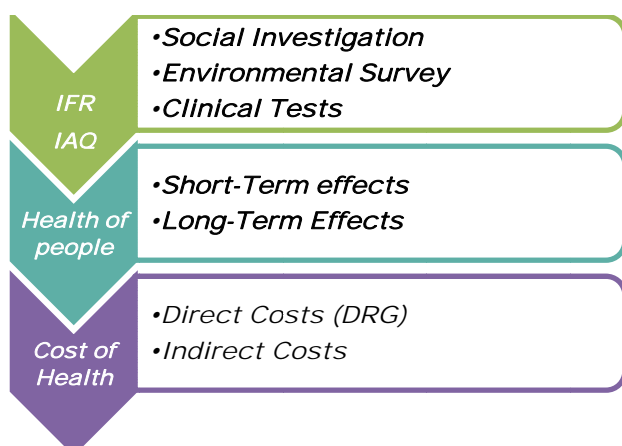 IFR
IAQ
•Social Investigation
•Environmental Survey
•Clinical Tests
Health of
people
•Short-Term effects
•Long-Term Effects
Cost of
Health
•Direct Costs (DRG)
•Indirect Costs